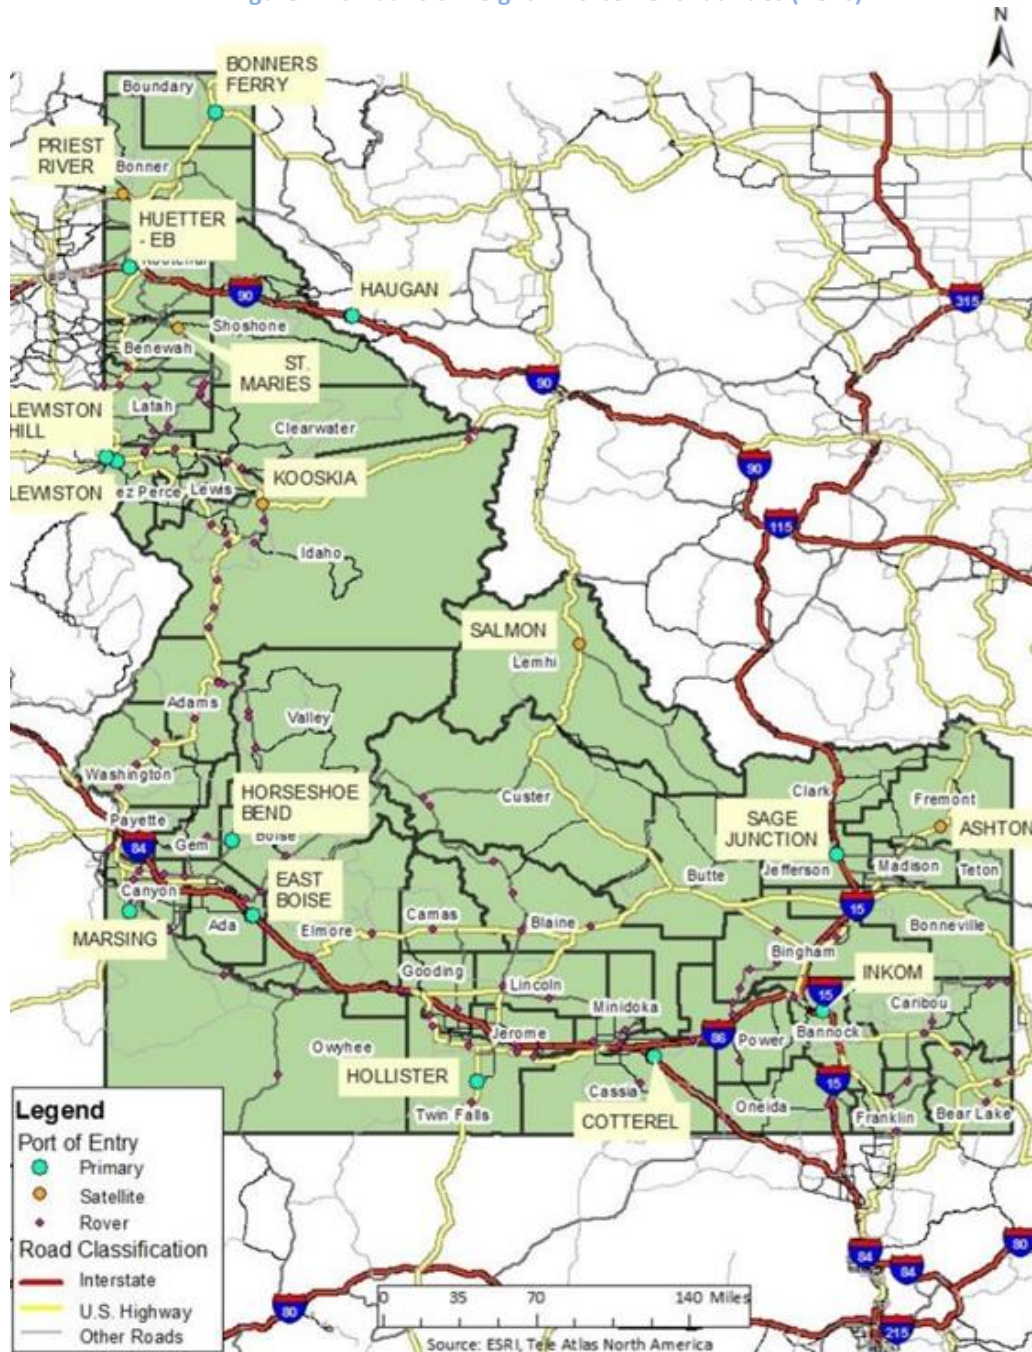 N
BONNERS
FERRY
Boundary
PRIEST
RIVER
Bonner
HUETTER
- EB
90
HAUGAN
315
Shoshone
Benewah
ST.
MARIES
90
LEWISTON
HILL
Latah
Clearwater
90
KOOSKIA
LEWISTON
ez Perce
Lewis
115
Idaho
SALMON
Lemhi
Adams
Valley
Washington
HORSESHOE
BEND
Custer
Clark
Fremont
Payette
SAGE
JUNCTION
ASHTON
84
Gem
Boise
Jefferson
Madison
Teton
EAST
BOISE
Butte
Canyon
15
Ada
Camas
Blaine
Bonneville
MARSING
Elmore
Bingham
INKOM
Gooding
Lincoln
15
Caribou
Minidoka
Jerome
86
Power
Bannock
Owyhee
HOLLISTER
15
Cassia
Oneida
Twin Falls
COTTEREL
Franklin
Bear Lake
Legend
Port of Entry
Primary
Satellite
Rover
Road Classification
Interstate
U.S. Highway
Other Roads
80
84
84
80
215
0 35 70 140 Miles
Source: ESRI, Tele Atlas North America